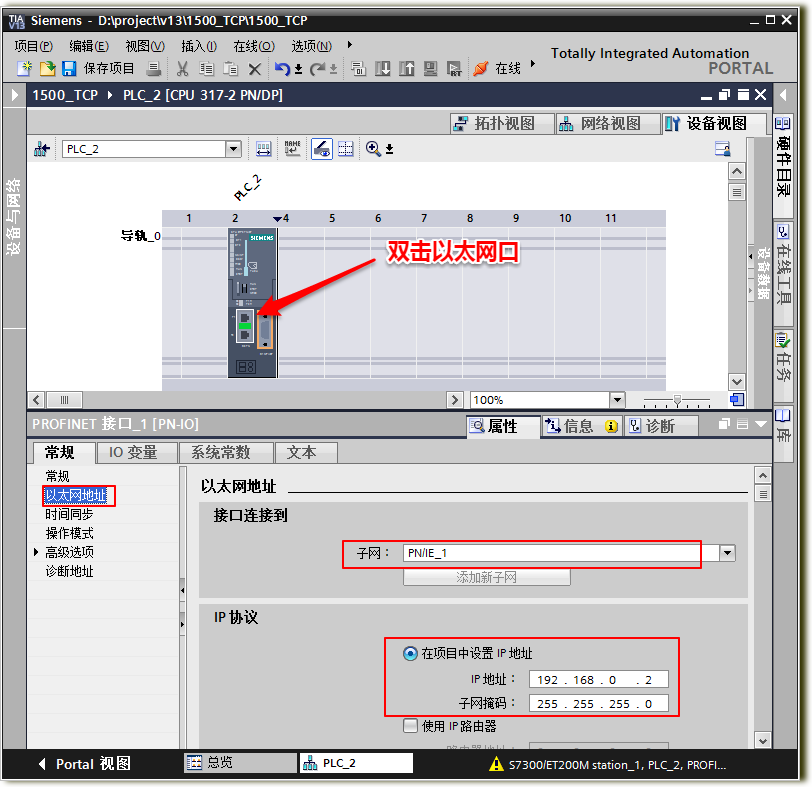 TIA V13 Siemens - D:\project\v13\1500_TCP\1500_TCP
项目(P) 编辑(E) 视图(V) 插入(I) 在线(O) 选项(N)
Totally Integrated Automation
PORTAL
保存项目 在线
1500_TCP PLC_2 [CPU 317-2 PN/DP]
拓扑视图 网络视图 设备视图
PLC_2
设备与网络
PLC_2
1 2 4 5 6 7 8 9 10 11
导轨_0
SIEMENS
双击以太网口
设备数据
硬件目录
在线工具
任务
库
100%
PROFINET 接口_1 [PN-IO]
属性 信息 诊断
常规 IO 变量 系统常数 文本
常规
以太网地址
时间同步
操作模式
高级选项
诊断地址
以太网地址
接口连接到
子网： PN/IE_1
添加新子网
IP 协议
在项目中设置 IP 地址
IP 地址： 192 . 168 . 0 . 2
子网掩码： 255 . 255 . 255 . 0
使用 IP 路由器
路由器地址：
Portal 视图 总览 PLC_2 S7300/ET200M station_1, PLC_2, PROFI...